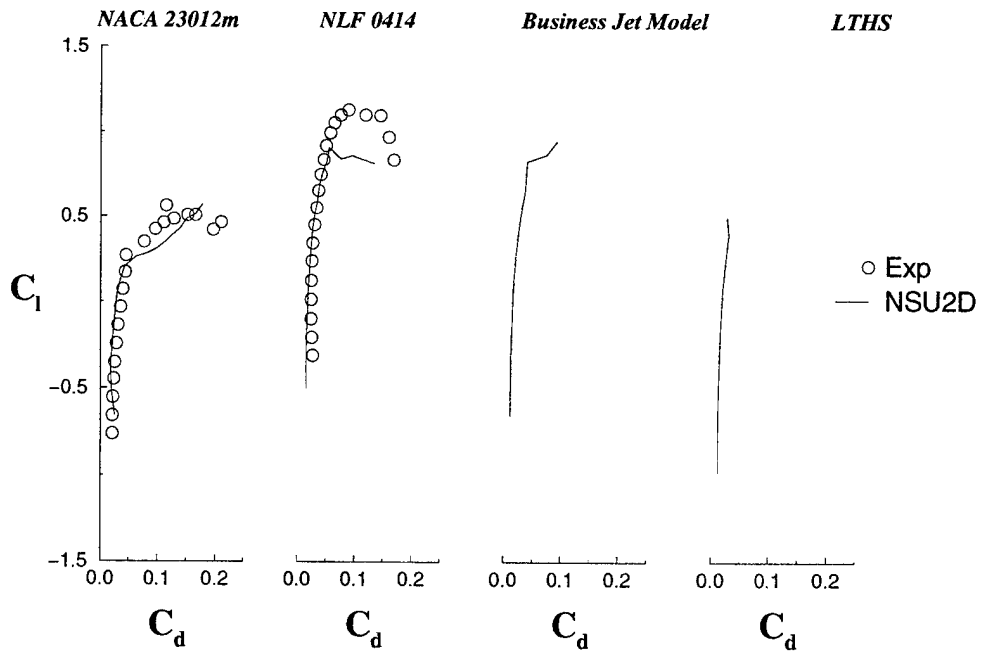 NACA 23012m NLF 0414 Business Jet Model LTHS
1.5
0.5
C_l
-0.5
-1.5
Exp
NSU2D
0.0 0.1 0.2 0.0 0.1 0.2 0.0 0.1 0.2 0.0 0.1 0.2
C_d C_d C_d C_d